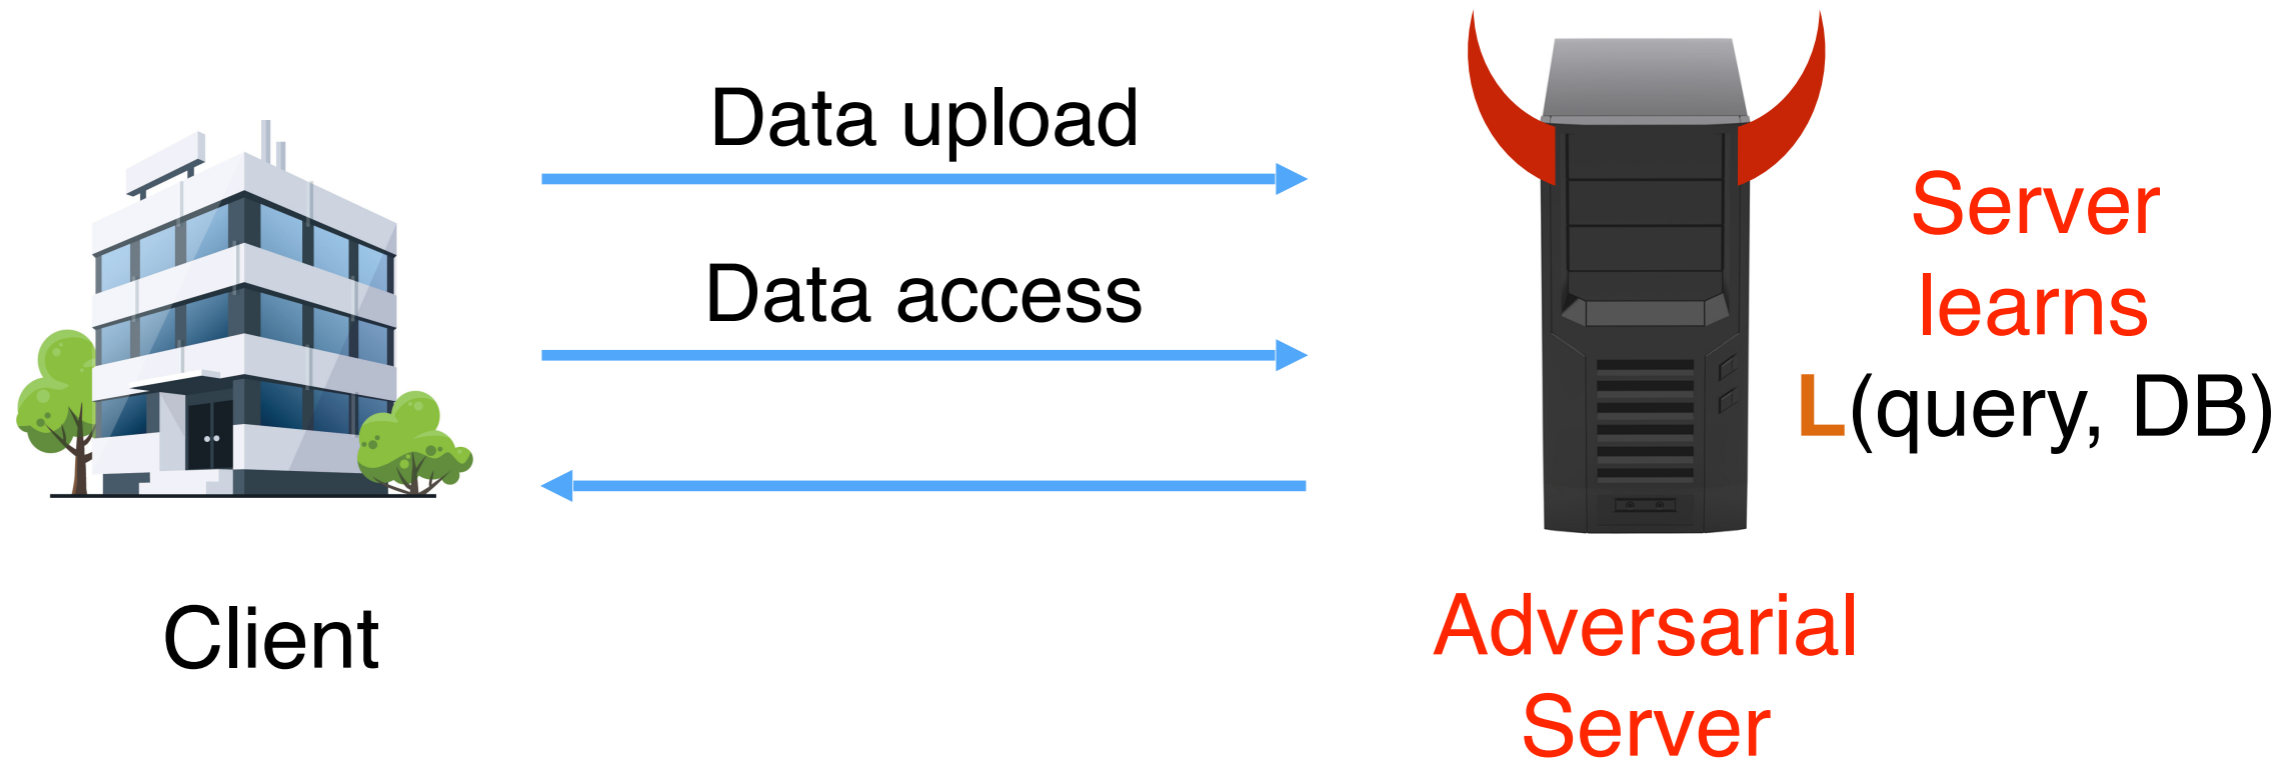 Data upload
Data access
Server
learns
L(query, DB)
Client
Adversarial
Server